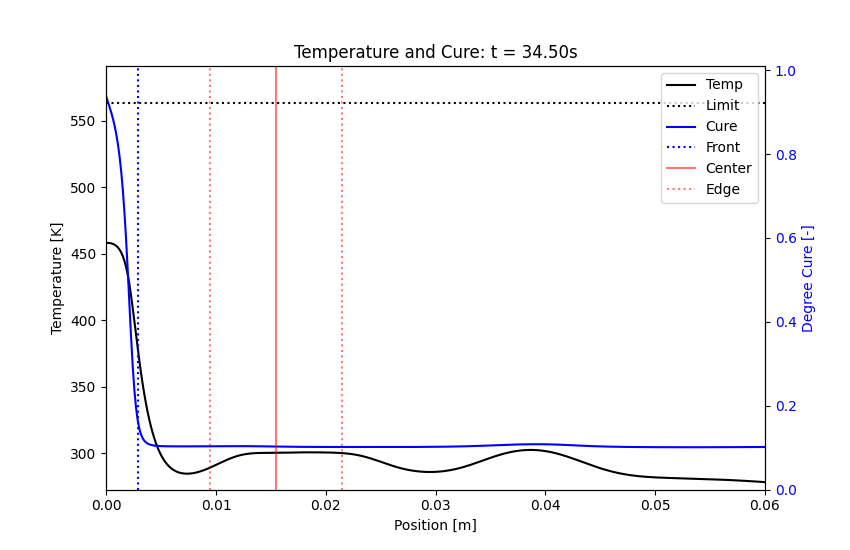 Temperature and Cure: t = 34.50s
Temperature [K]
550
500
450
400
350
300
Temp
Limit
Cure
Front
Center
Edge
1.0
0.8
0.6
0.4
0.2
0.0
Degree Cure [-]
0.00 0.01 0.02 0.03 0.04 0.05 0.06
Position [m]